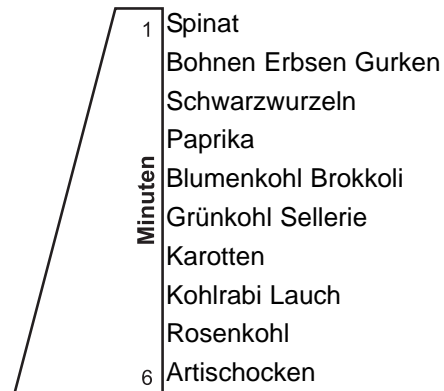 1 Spinat
Bohnen Erbsen Gurken
Schwarzwurzeln
Paprika
Blumenkohl Brokkoli
Grünkohl Sellerie
Karotten
Kohlrabi Lauch
Rosenkohl
6 Artischocken
Minuten